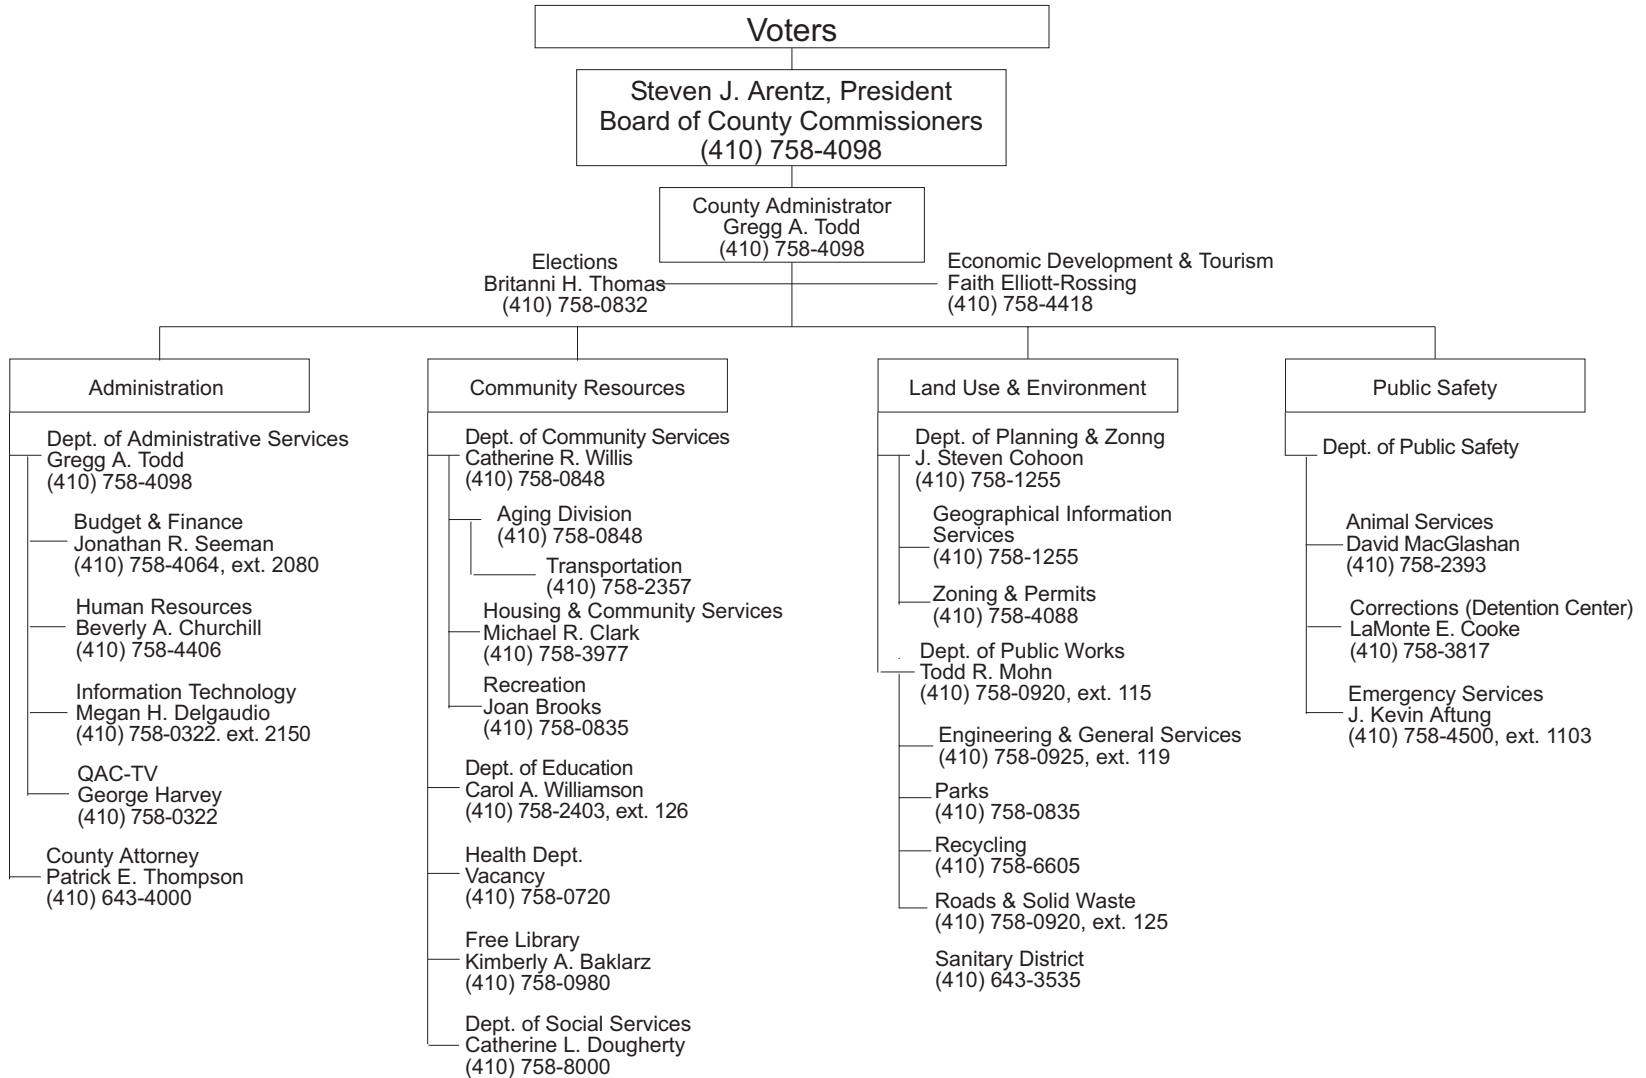 Voters
Steven J. Arentz, President
Board of County Commissioners
(410) 758-4098
County Administrator
Gregg A. Todd
(410) 758-4098
Elections
Britanni H. Thomas
(410) 758-0832
Economic Development & Tourism
Faith Elliott-Rossing
(410) 758-4418
Administration
Dept. of Administrative Services
Gregg A. Todd
(410) 758-4098
Budget & Finance
Jonathan R. Seeman
(410) 758-4064, ext. 2080
Human Resources
Beverly A. Churchill
(410) 758-4406
Information Technology
Megan H. Delgaudio
(410) 758-0322. ext. 2150
QAC-TV
George Harvey
(410) 758-0322
County Attorney
Patrick E. Thompson
(410) 643-4000
Community Resources
Dept. of Community Services
Catherine R. Willis
(410) 758-0848
Aging Division
(410) 758-0848
Transportation
(410) 758-2357
Housing & Community Services
Michael R. Clark
(410) 758-3977
Recreation
Joan Brooks
(410) 758-0835
Dept. of Education
Carol A. Williamson
(410) 758-2403, ext. 126
Health Dept.
Vacancy
(410) 758-0720
Free Library
Kimberly A. Baklarz
(410) 758-0980
Dept. of Social Services
Catherine L. Dougherty
(410) 758-8000
Land Use & Environment
Dept. of Planning & Zonng
J. Steven Cohoon
(410) 758-1255
Geographical Information
Services
(410) 758-1255
Zoning & Permits
(410) 758-4088
Dept. of Public Works
Todd R. Mohn
(410) 758-0920, ext. 115
Engineering & General Services
(410) 758-0925, ext. 119
Parks
(410) 758-0835
Recycling
(410) 758-6605
Roads & Solid Waste
(410) 758-0920, ext. 125
Sanitary District
(410) 643-3535
Public Safety
Dept. of Public Safety
Animal Services
David MacGlashan
(410) 758-2393
Corrections (Detention Center)
LaMonte E. Cooke
(410) 758-3817
Emergency Services
J. Kevin Aftung
(410) 758-4500, ext. 1103